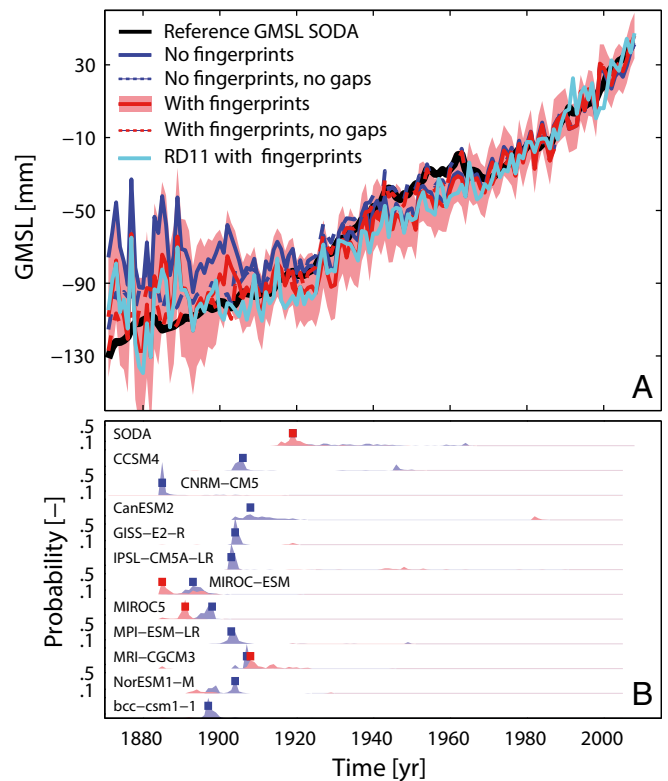 Reference GMSL SODA
No fingerprints
No fingerprints, no gaps
With fingerprints
With fingerprints, no gaps
RD11 with fingerprints
30
−10
−50
−90
−130
GMSL [mm]
A
.5
.1
SODA
CCSM4
.5
.1
CNRM−CM5
CanESM2
.5
.1
GISS−E2−R
IPSL−CM5A−LR
.5
.1
MIROC−ESM
MIROC5
.5
.1
MPI−ESM−LR
MRI−CGCM3
.5
.1
NorESM1−M
bcc−csm1−1
Probability [−]
B
1880
1900
1920
1940
1960
1980
2000
Time [yr]